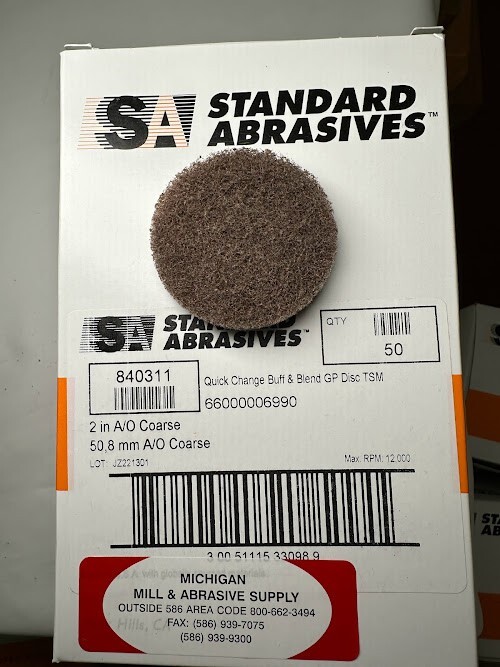 SA STANDARD
ABRASIVES™
SA
ABRASIVES™
QTY
50
840311
Quick Change Buff & Blend GP Disc TSM
66000006990
2 in A/O Coarse
50,8 mm A/O Coarse
LOT: JZ221301
Max. RPM: 12,000
3 00 51115 33098 9
MICHIGAN
MILL & ABRASIVE SUPPLY
OUTSIDE 586 AREA CODE 800-662-3494
FAX: (586) 939-7075
(586) 939-9300
Hills, CA